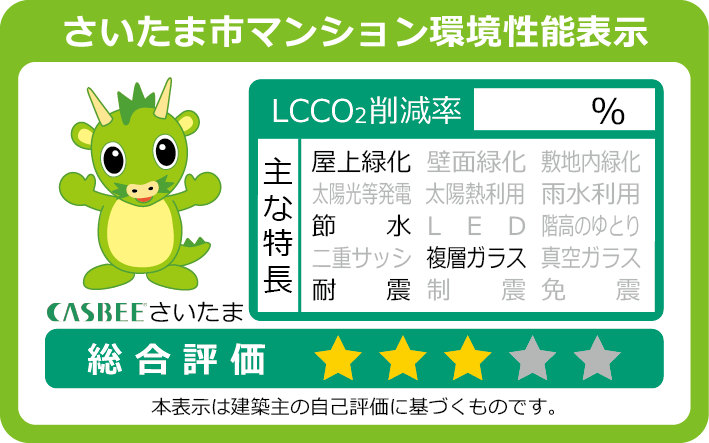 さいたま市マンション環境性能表示
LCCO₂削減率 %
主な特長
屋上緑化 壁面緑化 敷地内緑化
太陽光等発電 太陽熱利用 雨水利用
節水 LED 階高のゆとり
二重サッシ 複層ガラス 真空ガラス
耐震 制震 免震
CASBEE®さいたま
総合評価
本表示は建築主の自己評価に基づくものです。